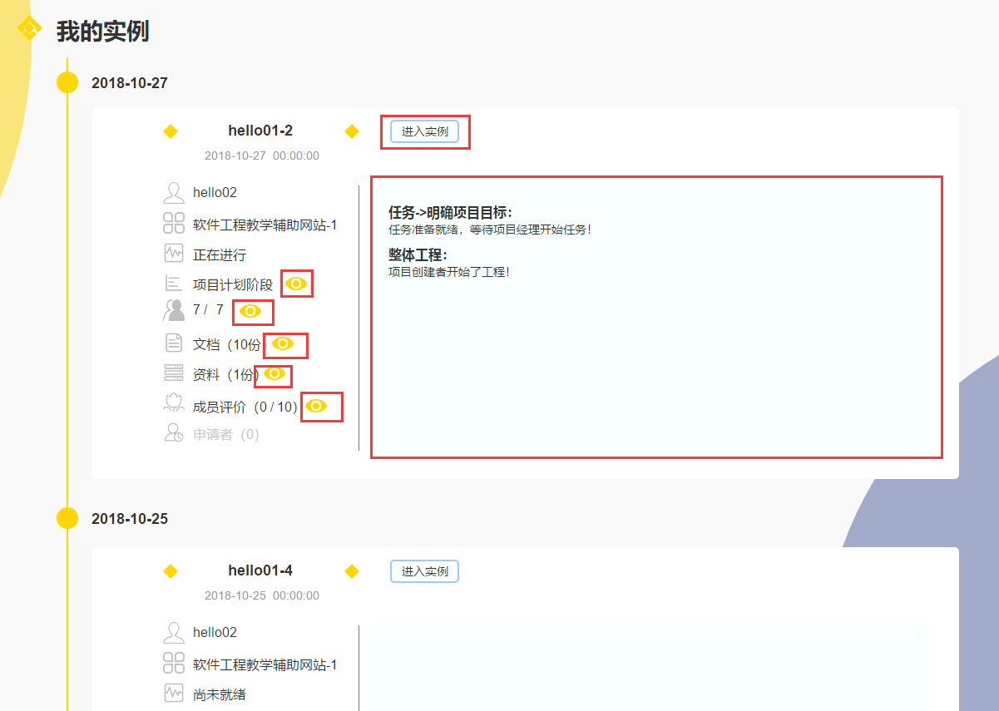 我的实例
2018-10-27
hello01-2
进入实例
2018-10-27 00:00:00
hello02
软件工程教学辅助网站-1
正在进行
项目计划阶段
7 / 7
文档（10份
资料（1份）
成员评价（0 / 10）
申请者（0）
任务->明确项目目标：
任务准备就绪，等待项目经理开始任务！
整体工程：
项目创建者开始了工程！
2018-10-25
hello01-4
进入实例
2018-10-25 00:00:00
hello02
软件工程教学辅助网站-1
尚未就绪